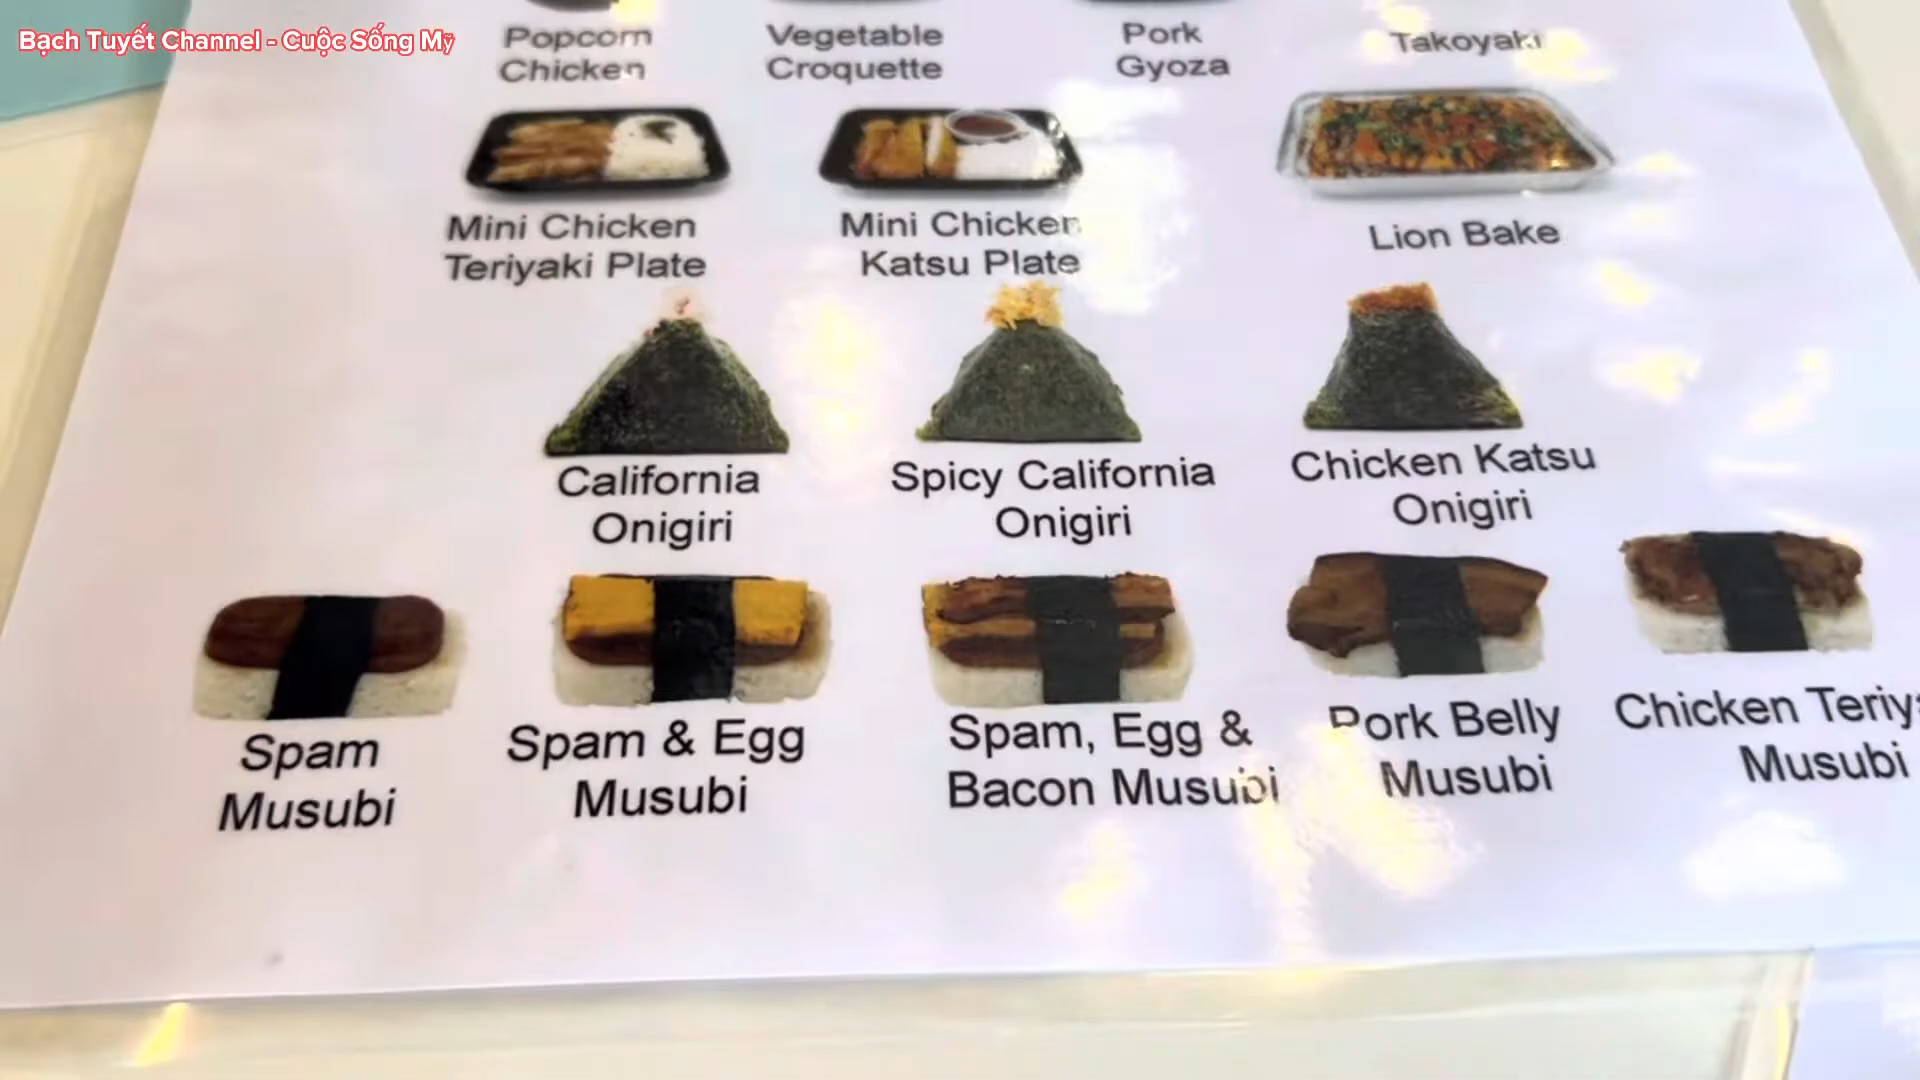 Bạch Tuyết Channel - Cuộc Sống Mỹ
Popcorn
Chicken
Vegetable
Croquette
Pork
Gyoza
Takoyaki
Mini Chicken
Teriyaki Plate
Mini Chicken
Katsu Plate
Lion Bake
California
Onigiri
Spicy California
Onigiri
Chicken Katsu
Onigiri
Spam
Musubi
Spam & Egg
Musubi
Spam, Egg &
Bacon Musubi
Pork Belly
Musubi
Chicken
Musubi